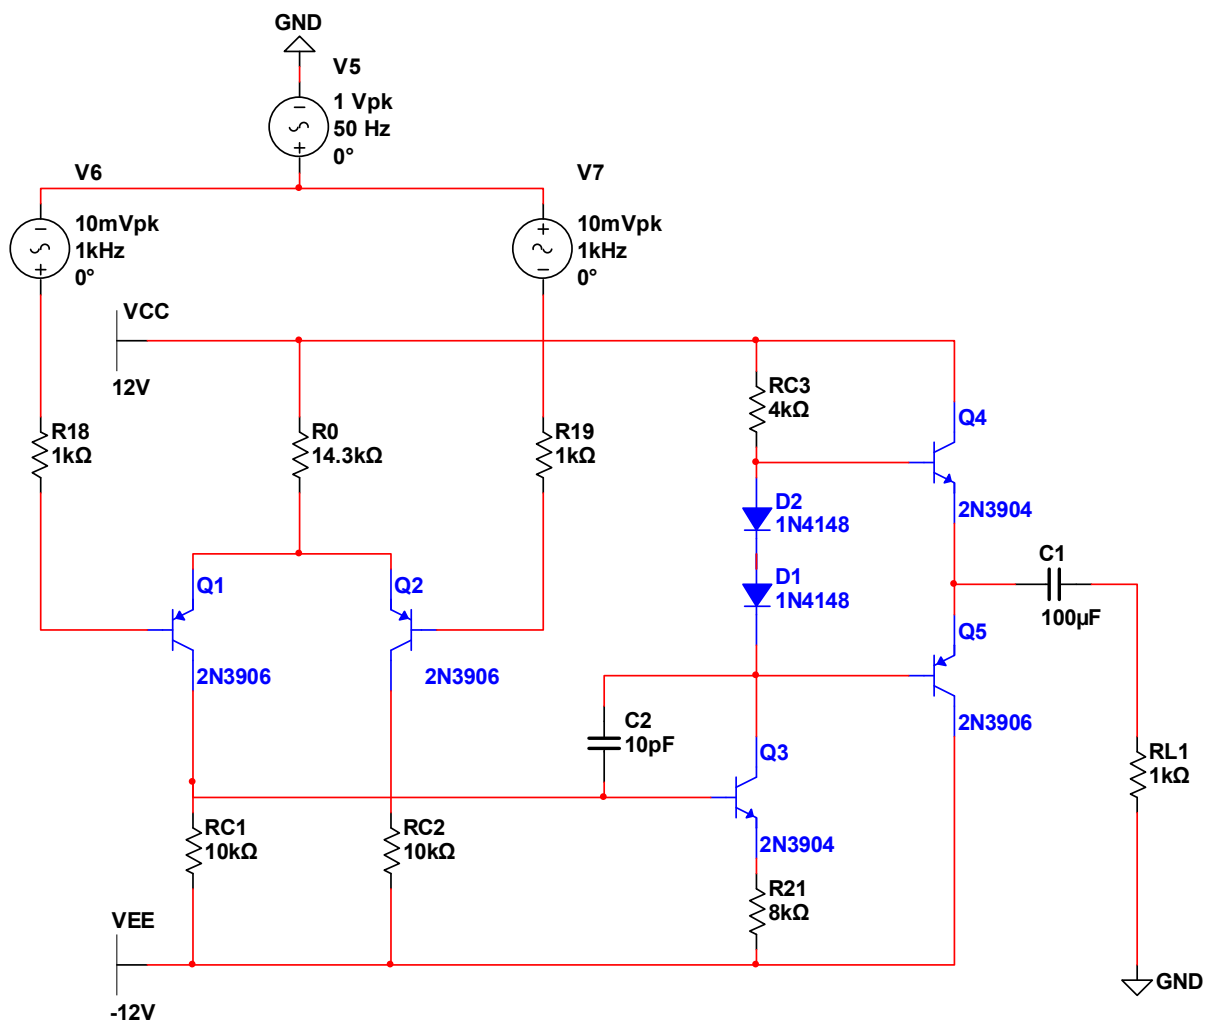 GND
V5
1 Vpk
50 Hz
0°
V6
10mVpk
1kHz
0°
V7
10mVpk
1kHz
0°
VCC
12V
R18
1kΩ
R0
14.3kΩ
R19
1kΩ
RC3
4kΩ
Q4
2N3904
D2
1N4148
D1
1N4148
C1
100µF
Q1
2N3906
Q2
2N3906
Q5
2N3906
C2
10pF
Q3
2N3904
RL1
1kΩ
RC1
10kΩ
RC2
10kΩ
R21
8kΩ
VEE
-12V
GND